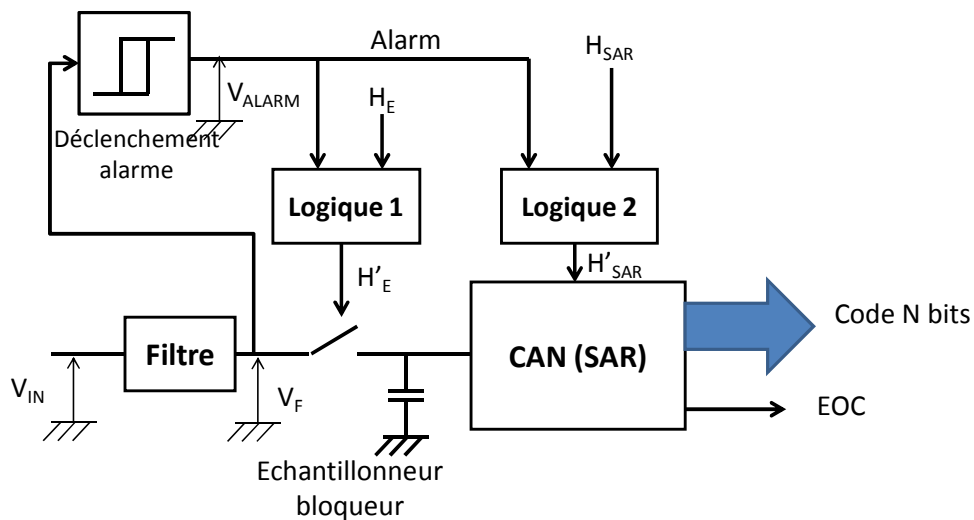 Alarm
H_SAR
V_ALARM
H_E
Déclenchement
alarme
Logique 1
Logique 2
H'_E
H'_SAR
Code N bits
Filtre
CAN (SAR)
V_IN
V_F
EOC
Echantillonneur
bloqueur